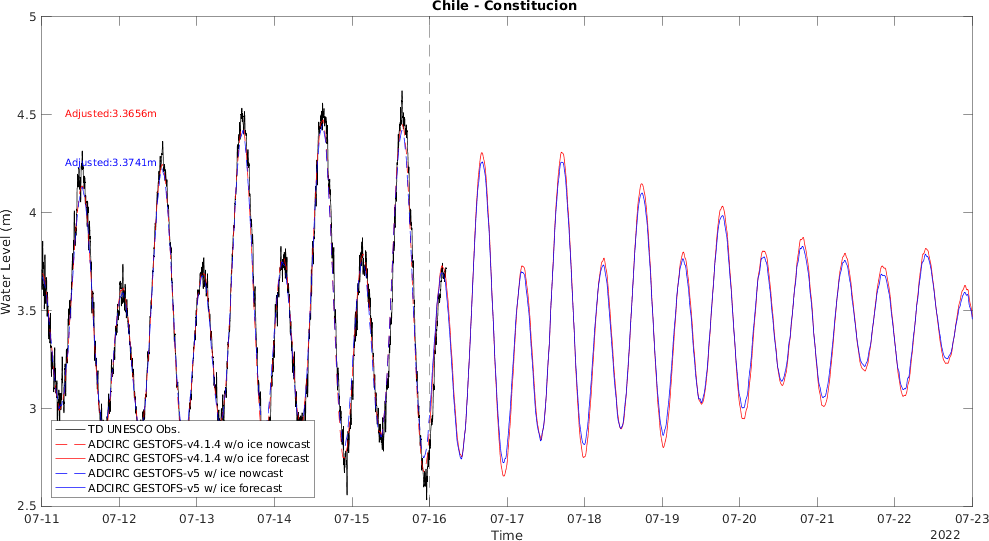 Chile - Constitucion
5
4.5
4
3.5
3
2.5
Water Level (m)
Adjusted:3.3656m
Adjusted:3.3741m
TD UNESCO Obs.
ADCIRC GESTOFS-v4.1.4 w/o ice nowcast
ADCIRC GESTOFS-v4.1.4 w/o ice forecast
ADCIRC GESTOFS-v5 w/ ice nowcast
ADCIRC GESTOFS-v5 w/ ice forecast
07-11 07-12 07-13 07-14 07-15 07-16 07-17 07-18 07-19 07-20 07-21 07-22 07-23
Time
2022